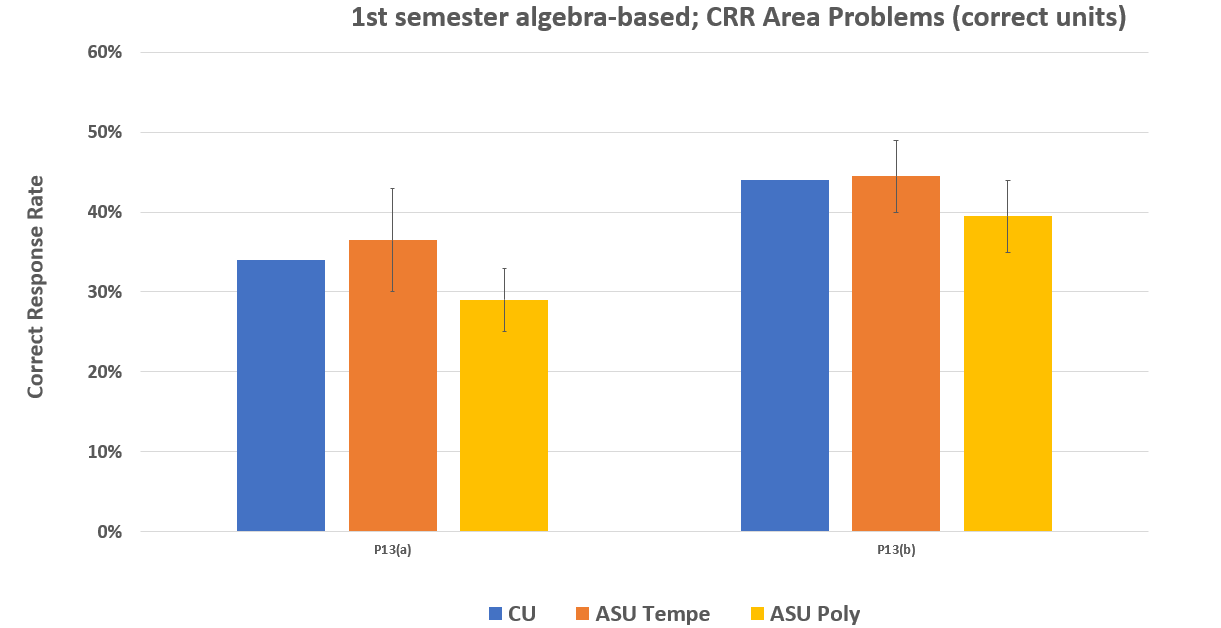 1st semester algebra-based; CRR Area Problems (correct units)
60%
50%
40%
30%
20%
10%
0%
Correct Response Rate
P13(a) P13(b)
CU ASU Tempe ASU Poly